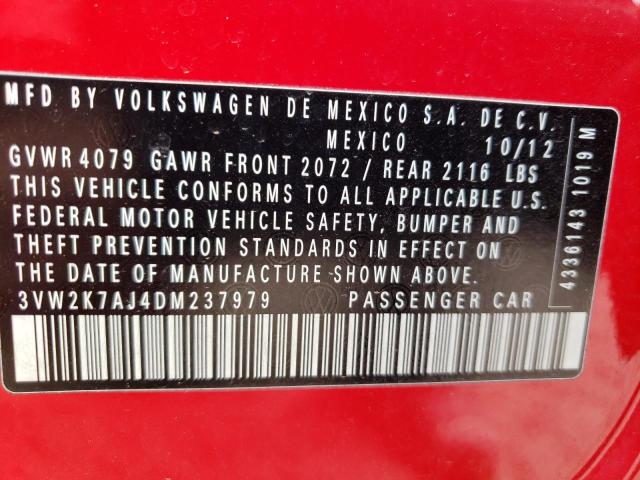 MFD BY VOLKSWAGEN DE MEXICO S.A. DE C.V.
MEXICO 10/12
GVWR 4079 GAWR FRONT 2072 / REAR 2116 LBS
THIS VEHICLE CONFORMS TO ALL APPLICABLE U.S.
FEDERAL MOTOR VEHICLE SAFETY, BUMPER AND
THEFT PREVENTION STANDARDS IN EFFECT ON
THE DATE OF MANUFACTURE SHOWN ABOVE.
3VW2K7AJ4DM237979 PASSENGER CAR
4336143 1019 M